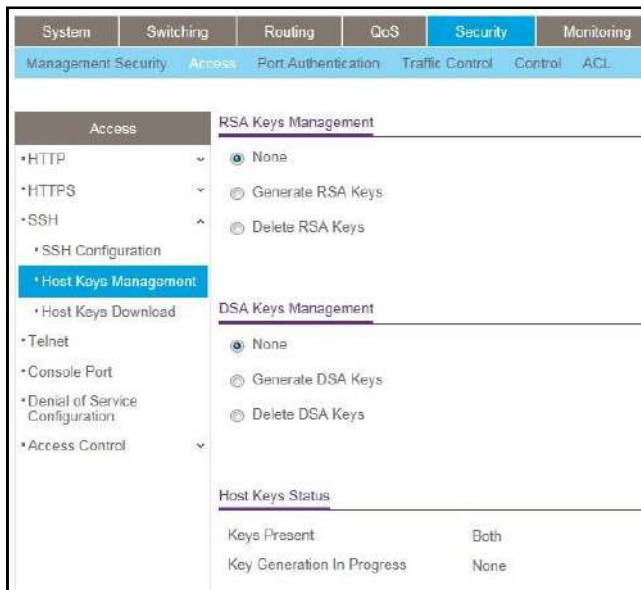 System Switching Routing QoS Security Monitoring
Management Security Access Port Authentication Traffic Control Control ACL
Access
HTTP
HTTPS
SSH
SSH Configuration
Host Keys Management
Host Keys Download
Telnet
Console Port
Denial of Service
Configuration
Access Control
RSA Keys Management
None
Generate RSA Keys
Delete RSA Keys
DSA Keys Management
None
Generate DSA Keys
Delete DSA Keys
Host Keys Status
Keys Present Both
Key Generation In Progress None